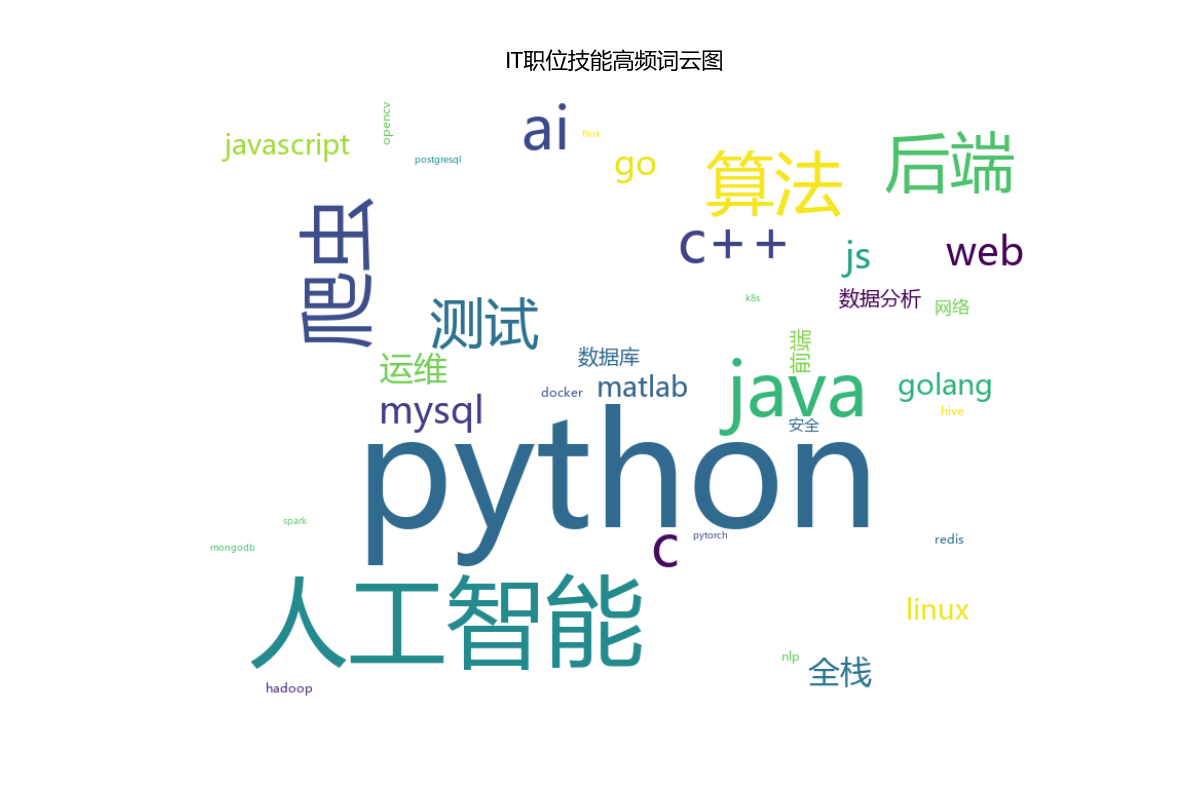 IT职位技能高频词云图
opencv
ai
flink
javascript
postgresql
go
算法
后端
爬虫
c++
js
web
k8s
数据分析
网络
测试
数据库
前端
运维
docker
matlab
java
golang
mysql
安全
hive
python
spark
mongodb
c
pytorch
redis
人工智能
linux
nlp
全栈
hadoop